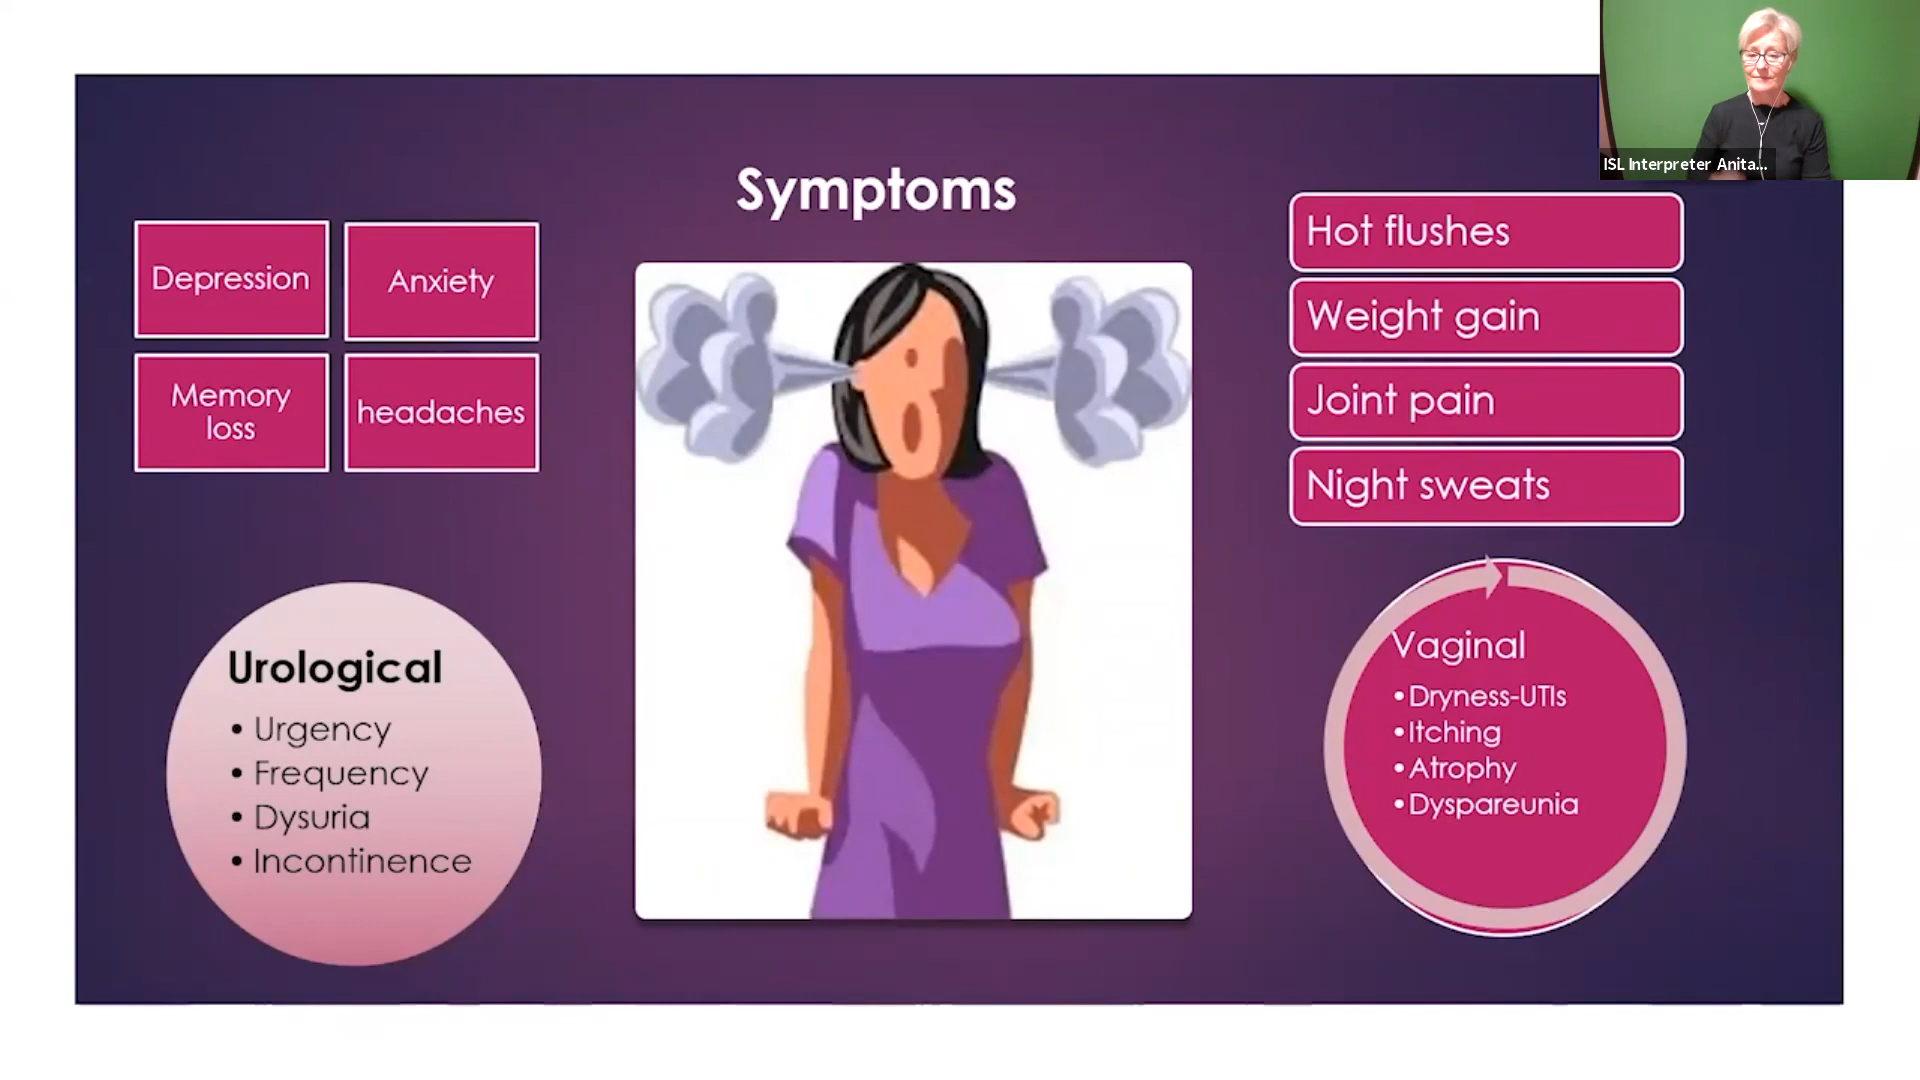 ISL Interpreter Anita...
Symptoms
Depression
Anxiety
Memory
loss
headaches
Hot flushes
Weight gain
Joint pain
Night sweats
Urological
• Urgency
• Frequency
• Dysuria
• Incontinence
Vaginal
•Dryness-UTIs
•Itching
•Atrophy
•Dyspareunia